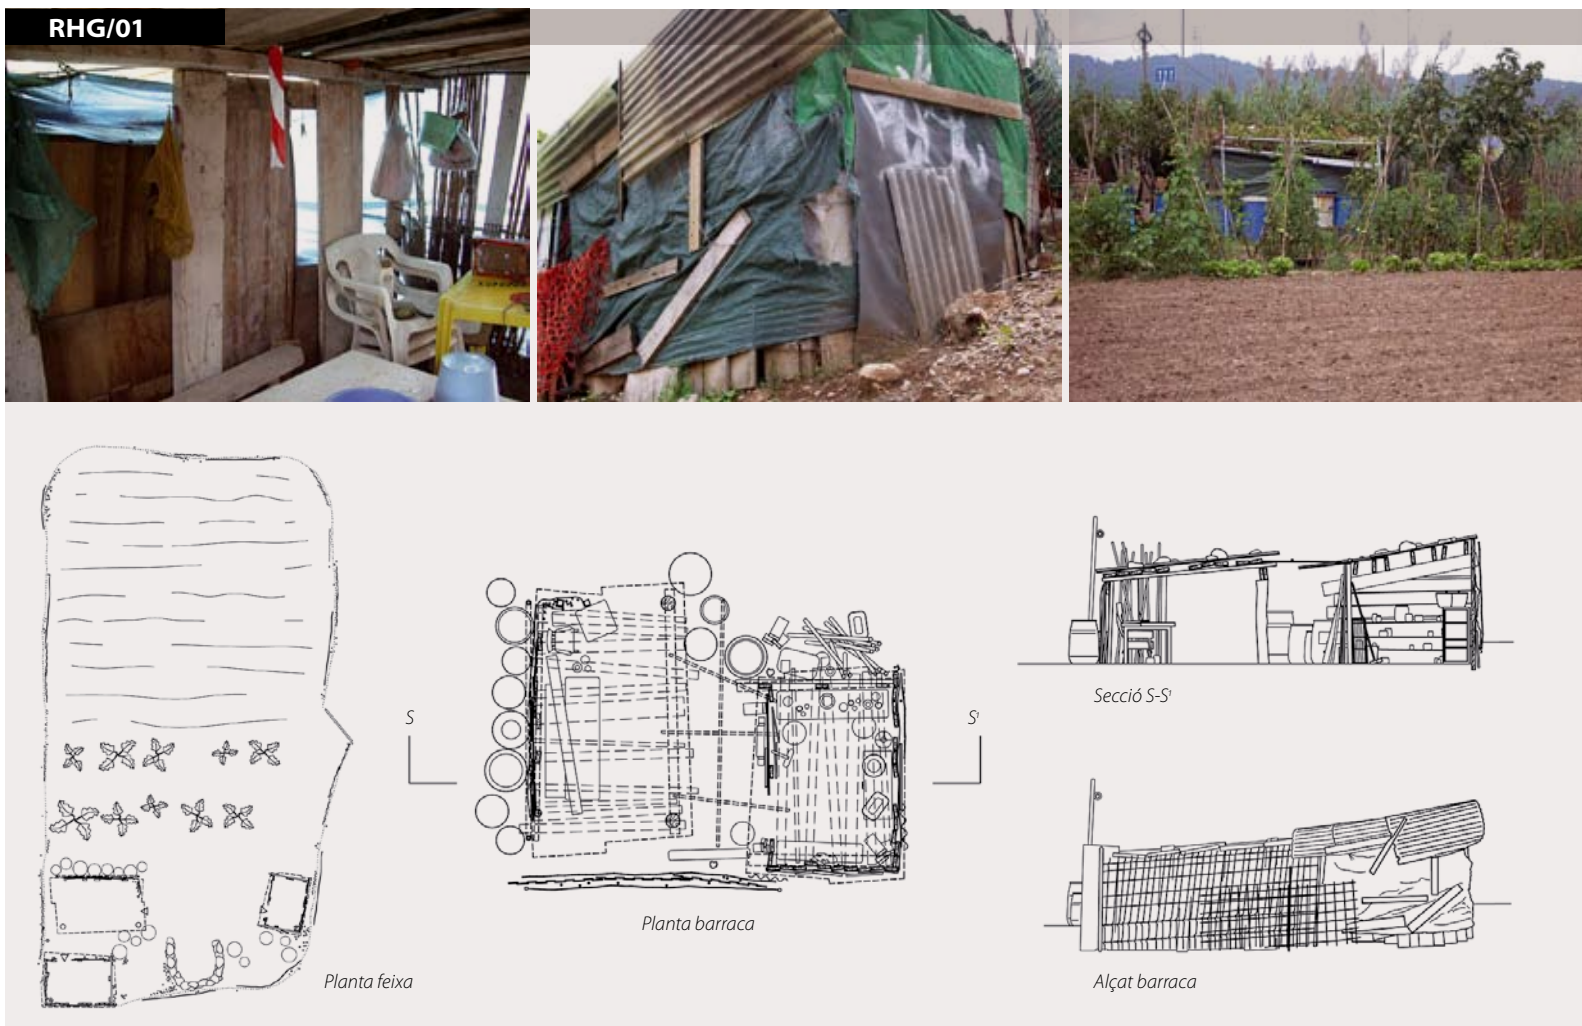 RHG/01
S
S¹
Secció S-S¹
Planta barraca
Planta feixa
Alçat barraca